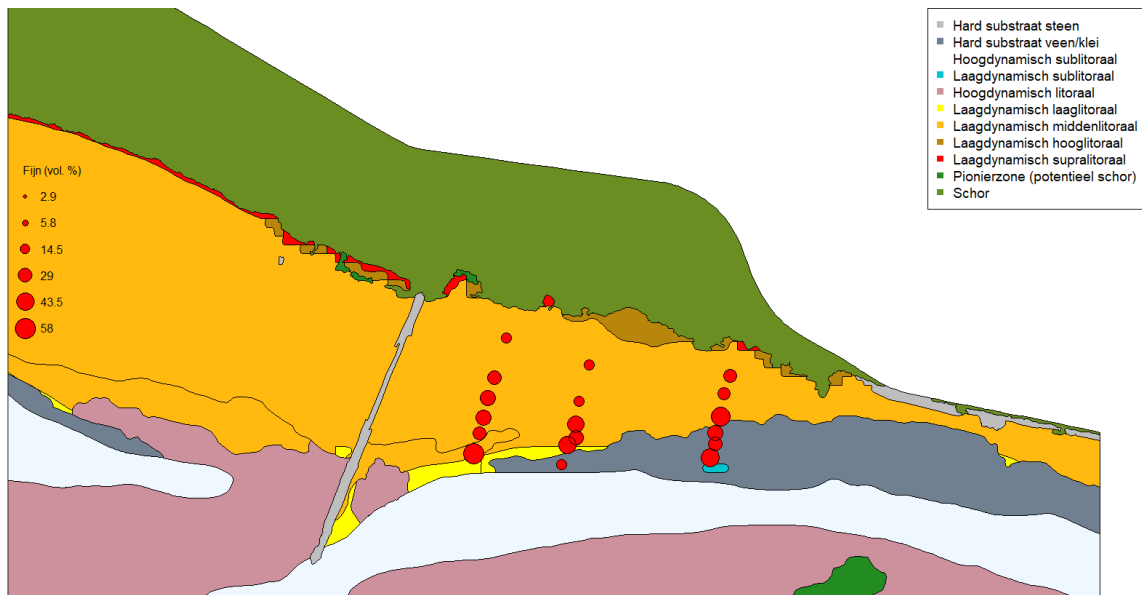 Hard substraat steen
Hard substraat veen/klei
Hoogdynamisch sublitoraal
Laagdynamisch sublitoraal
Hoogdynamisch litoraal
Laagdynamisch laaglitoraal
Laagdynamisch middenlitoraal
Laagdynamisch hooglitoraal
Laagdynamisch supralitoraal
Pionierzone (potentieel schor)
Schor
Fijn (vol. %)
2.9
5.8
14.5
29
43.5
58